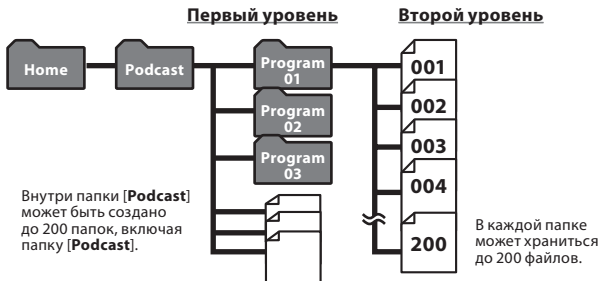 Первый уровень
Второй уровень
Home
Podcast
Program
01
Program
02
Program
03
001
002
003
004
200
Внутри папки [Podcast]
может быть создано
до 200 папок, включая
папку [Podcast].
В каждой папке
может храниться
до 200 файлов.